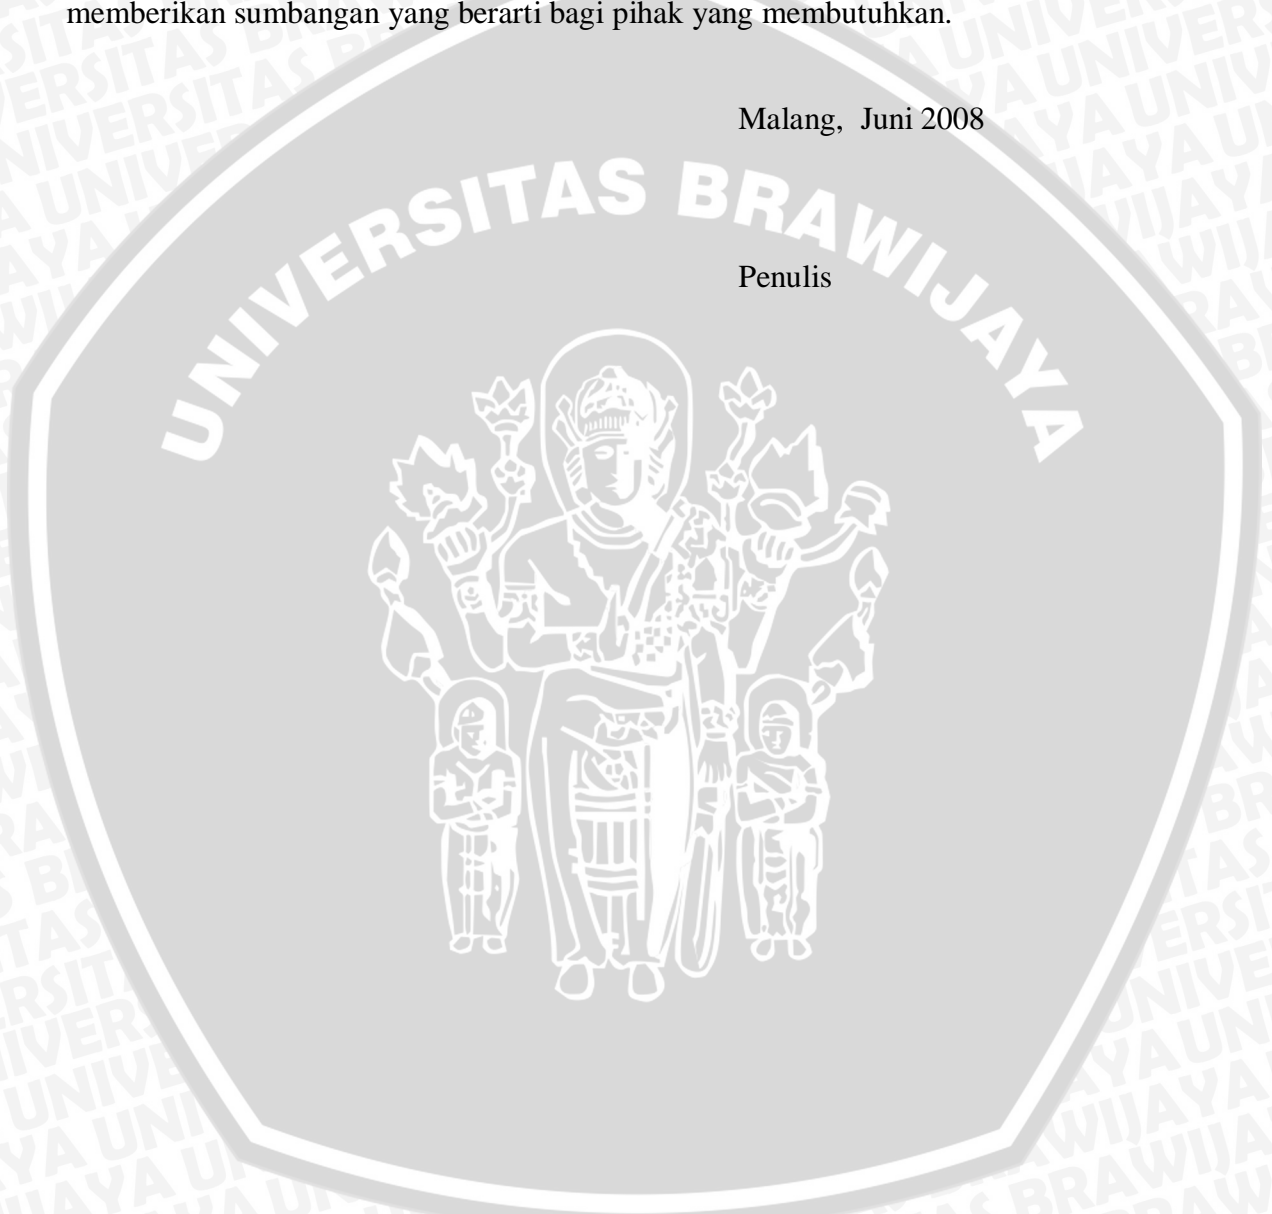 memberikan sumbangan yang berarti bagi pihak yang membutuhkan.
Malang,  Juni 2008
UNIVERSITAS BRAWIJAYA
Penulis